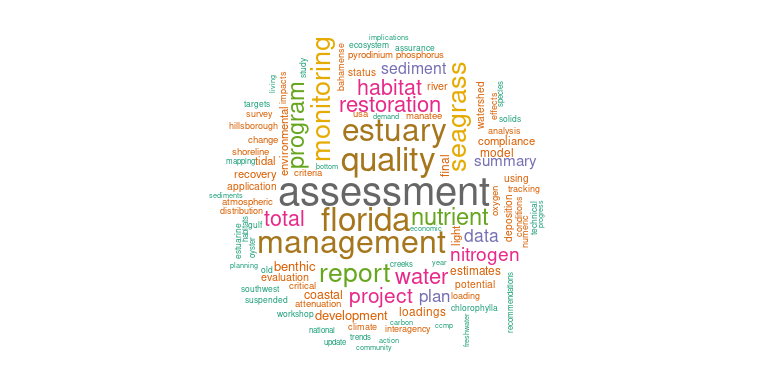 implications
ecosystem
assurance
pyrodinium
phosphorus
monitoring
bahamense
study
status
sediment
seagrass
living
impacts
program
habitat
river
watershed
species
effects
targets
restoration
survey
usa
demand
manatee
solids
hillsborough
environmental
estuary
analysis
change
compliance
shoreline
quality
model
mapping
tidal
bottom
final
summary
recovery
criteria
using
application
assessment
tracking
sediments
atmospheric
oxygen
distribution
total
florida
nutrient
deposition
conditions
numeric
technical
progress
gulf
economic
habitats
estuarine
oyster
management
light
data
nitrogen
planning
old
benthic
report
creeks
year
water
estimates
evaluation
southwest
critical
potential
suspended
coastal
project
plan
loading
attenuation
chlorophylla
recommendations
workshop
development
loadings
national
climate
carbon
interagency
ccmp
freshwater
update
trends
action
community